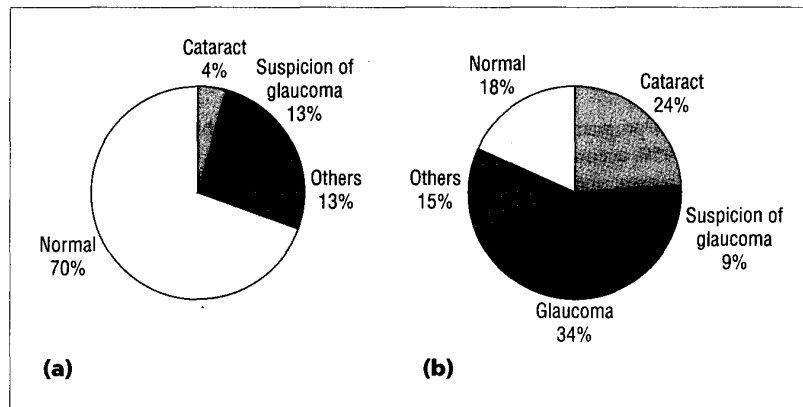 Cataract
4%
Suspicion of
glaucoma
13%
Others
13%
Normal
70%
(a)
Normal
18%
Cataract
24%
Others
15%
Suspicion of
glaucoma
9%
Glaucoma
34%
(b)